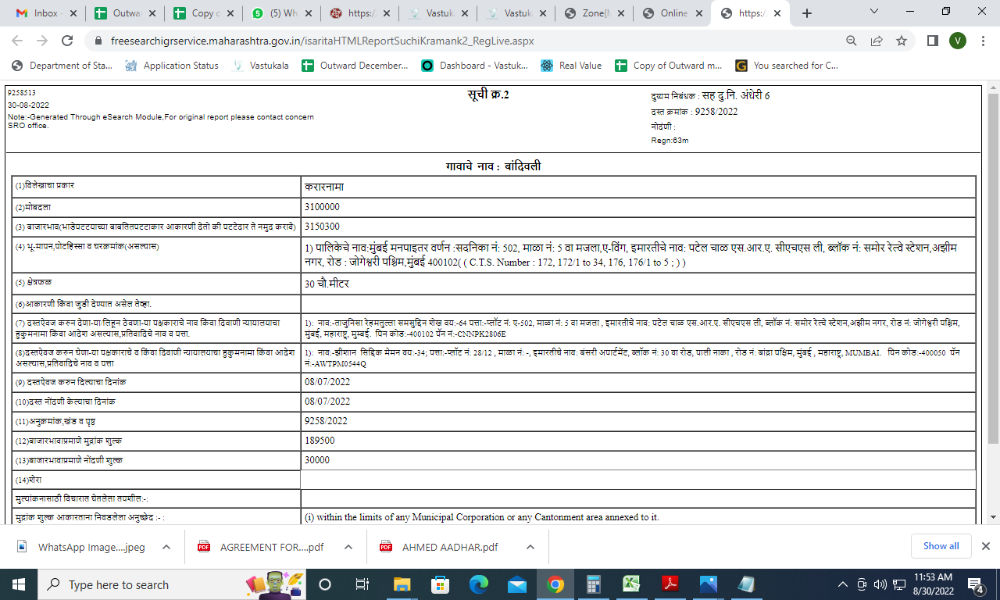 Inbox -
Outwa
Copy c
(5) Wh
https:/
Vastuk
Vastuk
Zone(M
Online
https:/
freesearchigrservice.maharashtra.gov.in/isaritaHTMLReportSuchiKramank2_RegLive.aspx
V
Department of Sta...
Application Status
Vastukala
Outward December...
Dashboard - Vastuk...
Real Value
Copy of Outward m...
You searched for C...
9258513
सूची क्र.2
दुय्यम निबंधक : सह दु.नि. अंधेरी 6
30-08-2022
दस्त क्रमांक : 9258/2022
Note:-Generated Through eSearch Module,For original report please contact concern
SRO office.
नोदंणी :
Regn:63m
गावाचे नाव : बांदिवली
(1)विलेखाचा प्रकार
करारनामा
(2)मोबदला
3100000
(3) बाजारभाव(भाडेपटटयाच्या बाबतितपटटाकार आकारणी देतो की पटटेदार ते नमुद करावे)
3150300
(4) भू-मापन,पोटहिस्सा व घरक्रमांक(असल्यास)
1) पालिकेचे नाव:मुंबई मनपाइतर वर्णन :सदनिका नं: 502, माळा नं: 5 वा मजला,ए-विंग, इमारतीचे नाव: पटेल चाळ एस.आर.ए. सीएचएस ली, ब्लॉक नं: समोर रेल्वे स्टेशन,अझीम
नगर, रोड : जोगेश्वरी पश्चिम,मुंबई 400102( ( C.T.S. Number : 172, 172/1 to 34, 176, 176/1 to 5 ; ) )
(5) क्षेत्रफळ
30 चौ.मीटर
(6)आकारणी किंवा जुडी देण्यात असेल तेव्हा.
(7) दस्तऐवज करुन देणा-या/लिहून ठेवणा-या पक्षकाराचे नाव किंवा दिवाणी न्यायालयाचा
हुकुमनामा किंवा आदेश असल्यास,प्रतिवादिचे नाव व पत्ता.
1): नाव:-ताजुनिसा रेहमतुल्ला समसुद्दिन शेख वय:-64 पत्ता:-प्लॉट नं: ए-502, माळा नं: 5 वा मजला , इमारतीचे नाव: पटेल चाळ एस.आर.ए. सीएचएस ली, ब्लॉक नं: समोर रेल्वे स्टेशन,अझीम नगर, रोड नं: जोगेश्वरी पश्चिम,
मुंबई, महाराष्ट्र, मुम्बई. पिन कोड:-400102 पॅन नं:-CNNPK2806E
(8)दस्तऐवज करुन घेणा-या पक्षकाराचे व किंवा दिवाणी न्यायालयाचा हुकुमनामा किंवा आदेश
असल्यास,प्रतिवादिचे नाव व पत्ता
1): नाव:-झीशान सिद्दिक मेमन वय:-34; पत्ता:-प्लॉट नं: 28/12 , माळा नं: -, इमारतीचे नाव: बंसरी अपार्टमेंट, ब्लॉक नं: 30 वा रोड, पाली नाका , रोड नं: बांद्रा पश्चिम, मुंबई , महाराष्ट्र, MUMBAI. पिन कोड:-400050 पॅन
नं:-AWTPM0544Q
(9) दस्तऐवज करुन दिल्याचा दिनांक
08/07/2022
(10)दस्त नोंदणी केल्याचा दिनांक
08/07/2022
(11)अनुक्रमांक,खंड व पृष्ठ
9258/2022
(12)बाजारभावाप्रमाणे मुद्रांक शुल्क
189500
(13)बाजारभावाप्रमाणे नोंदणी शुल्क
30000
(14)शेरा
मुल्यांकनासाठी विचारात घेतलेला तपशील:-:
मुद्रांक शुल्क आकारताना निवडलेला अनुच्छेद :- :
(i) within the limits of any Municipal Corporation or any Cantonment area annexed to it.
WhatsApp Image....jpeg
AGREEMENT FOR....pdf
AHMED AADHAR.pdf
Show all
Type here to search
11:53 AM
8/30/2022
4